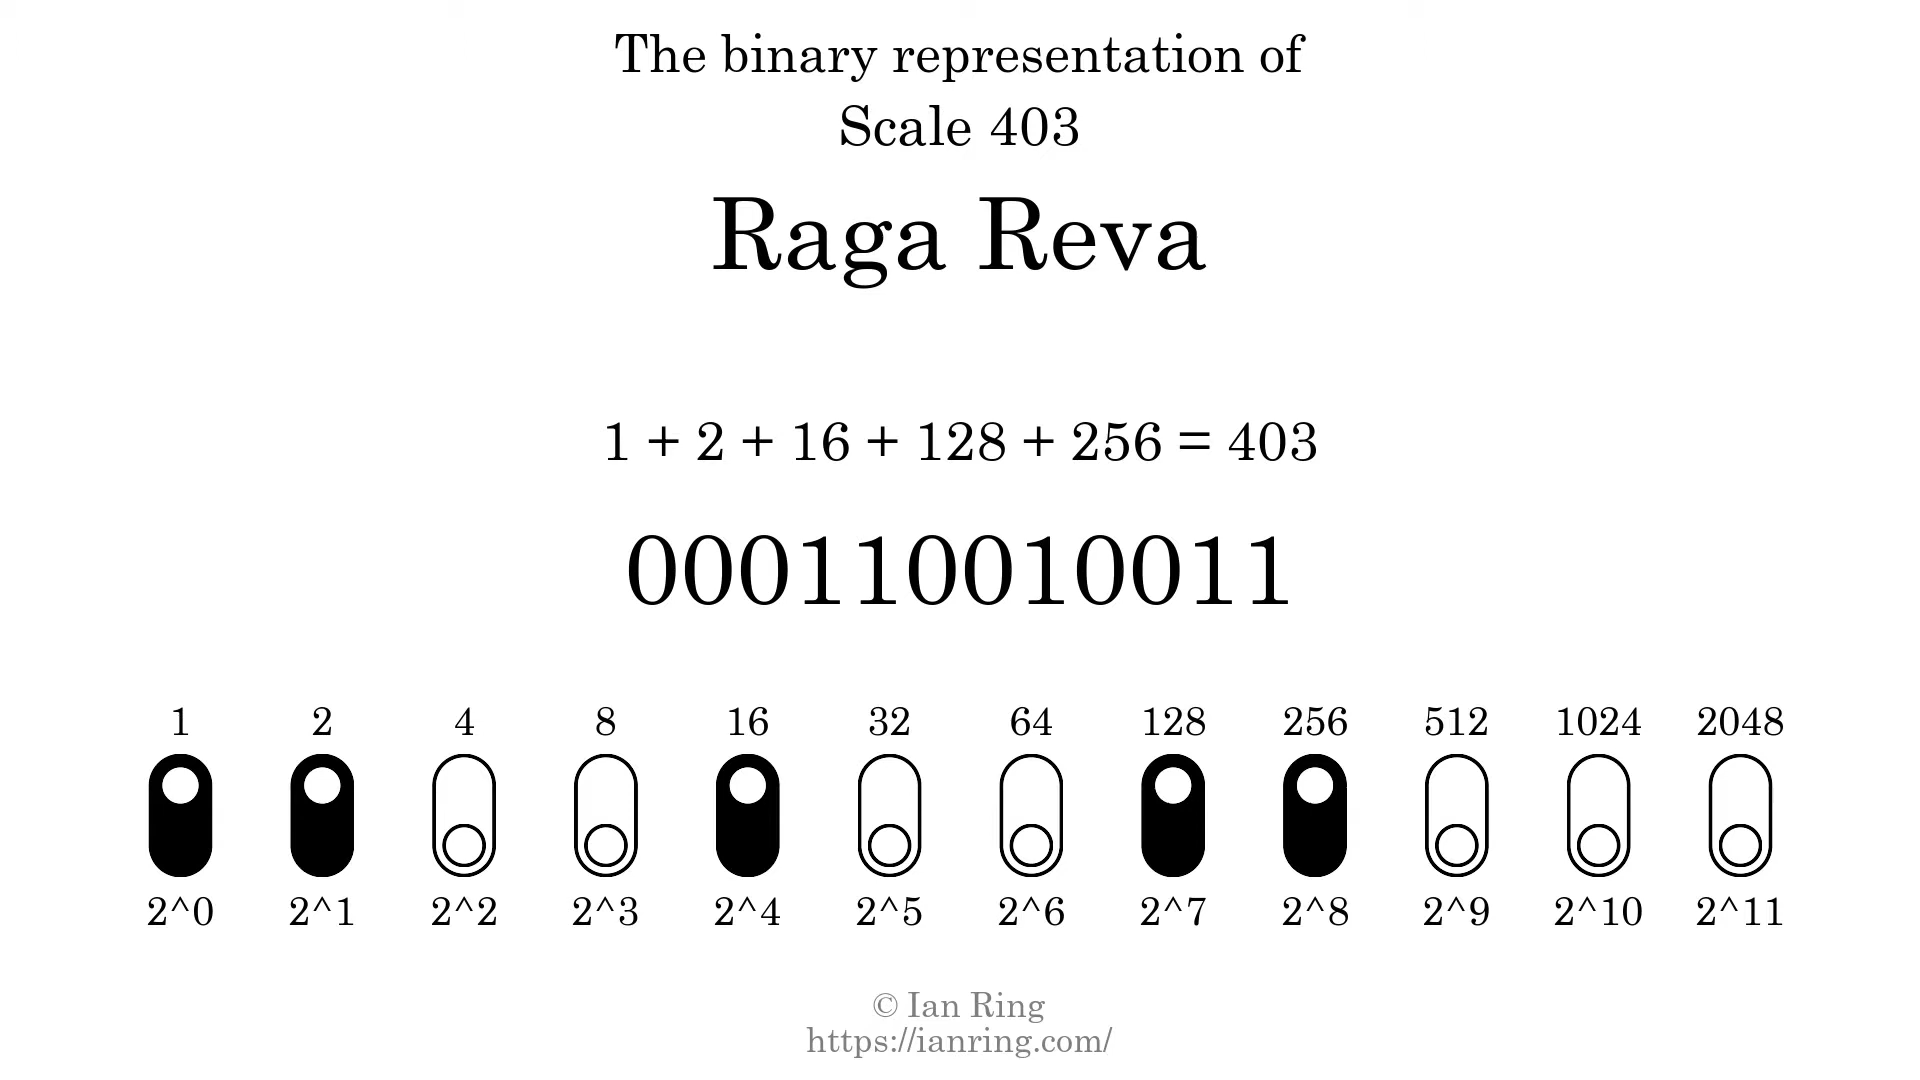 The binary representation of
Scale 403
Raga Reva
1 + 2 + 16 + 128 + 256 = 403
000110010011
1 2 4 8 16 32 64 128 256 512 1024 2048
2^0 2^1 2^2 2^3 2^4 2^5 2^6 2^7 2^8 2^9 2^10 2^11
© Ian Ring
https://ianring.com/